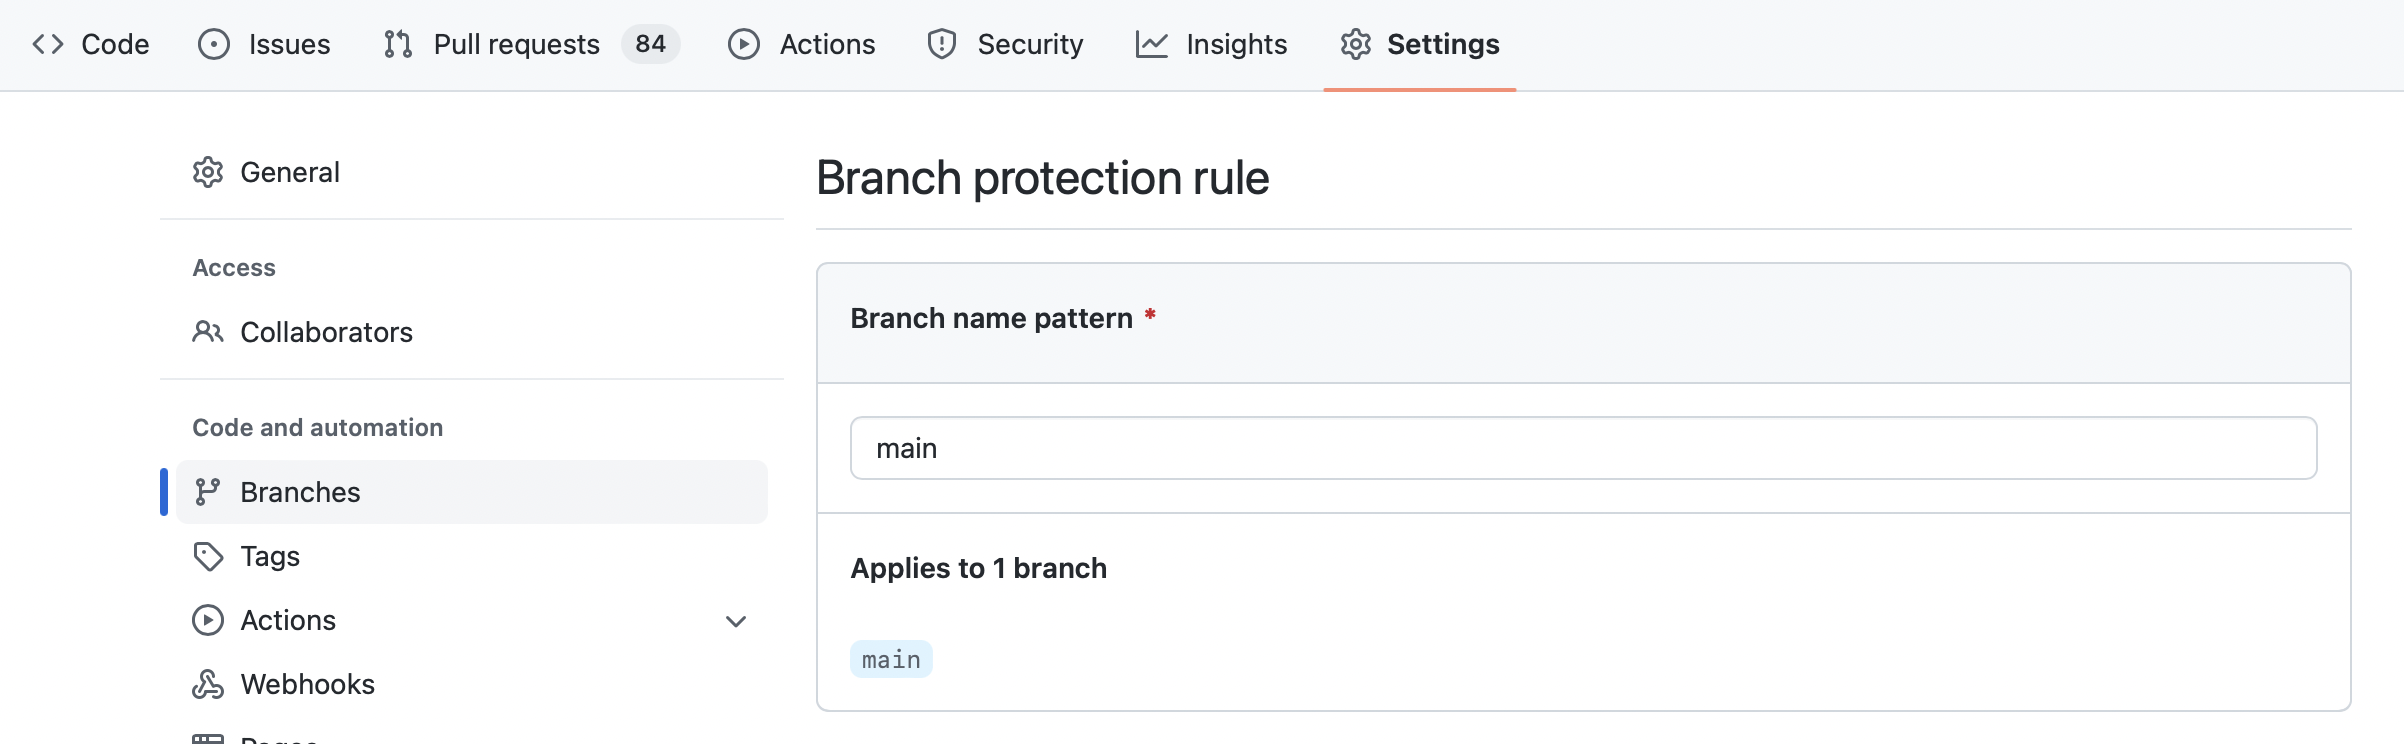 Code Issues Pull requests 84 Actions Security Insights Settings
General
Access
Collaborators
Code and automation
Branches
Tags
Actions
Webhooks
Pages
Branch protection rule
Branch name pattern *
main
Applies to 1 branch
main